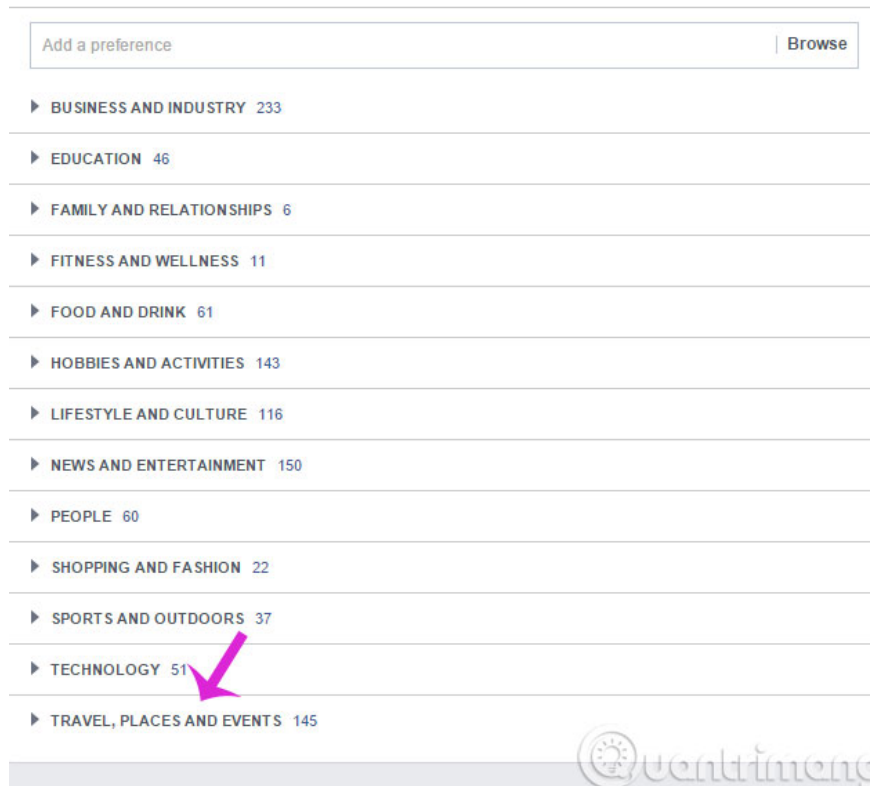 Add a preference | Browse
BUSINESS AND INDUSTRY 233
EDUCATION 46
FAMILY AND RELATIONSHIPS 6
FITNESS AND WELLNESS 11
FOOD AND DRINK 61
HOBBIES AND ACTIVITIES 143
LIFESTYLE AND CULTURE 116
NEWS AND ENTERTAINMENT 150
PEOPLE 60
SHOPPING AND FASHION 22
SPORTS AND OUTDOORS 37
TECHNOLOGY 51
TRAVEL, PLACES AND EVENTS 145
Quantrimang